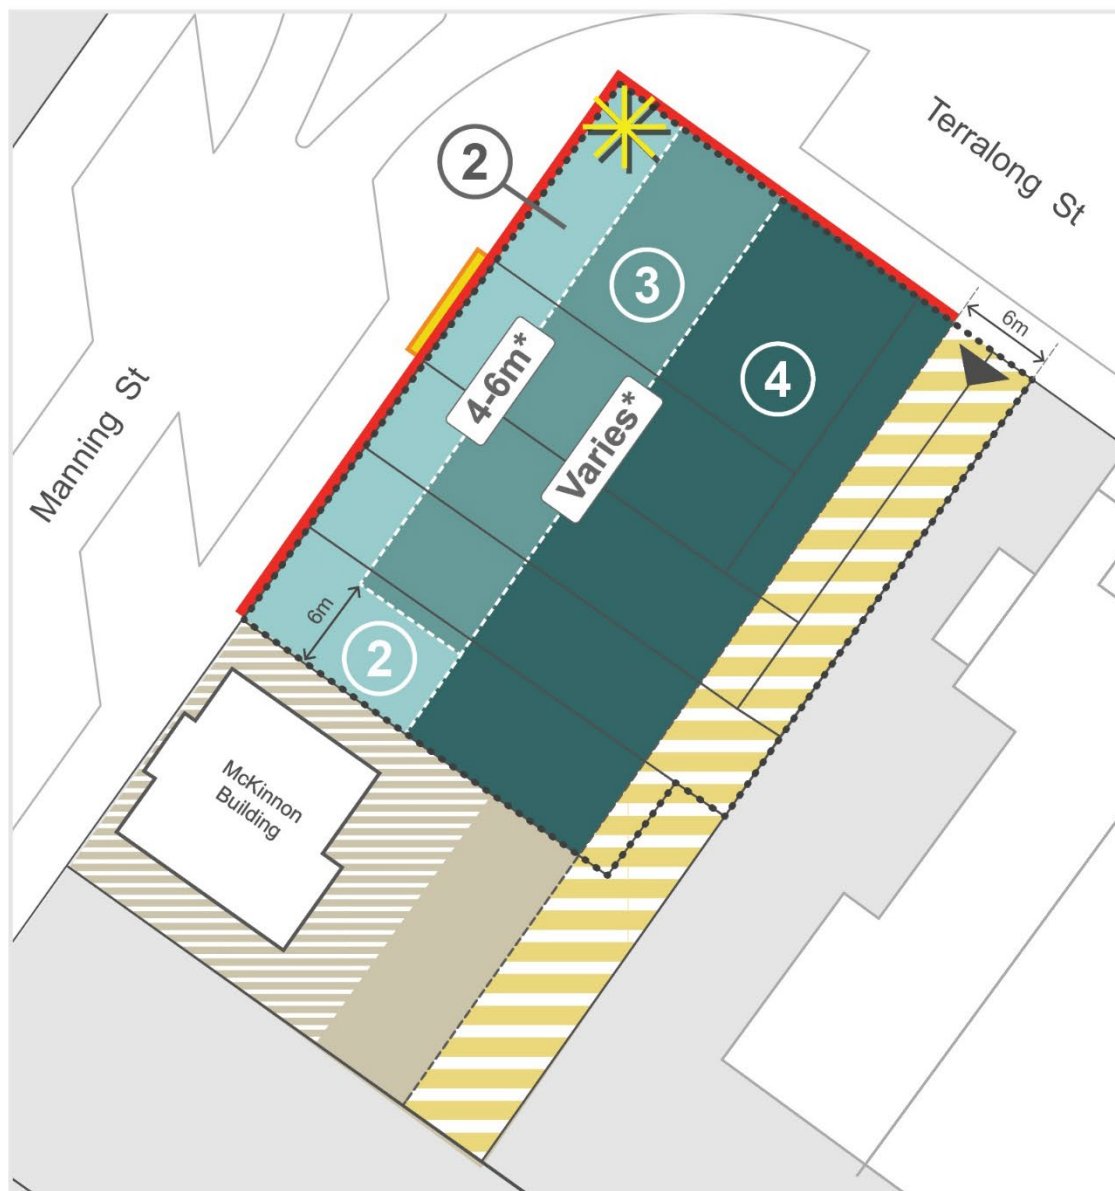 Terralong St
2
3
6m
4-6m*
4
Varies*
Manning St
6m
2
McKinnon
Building